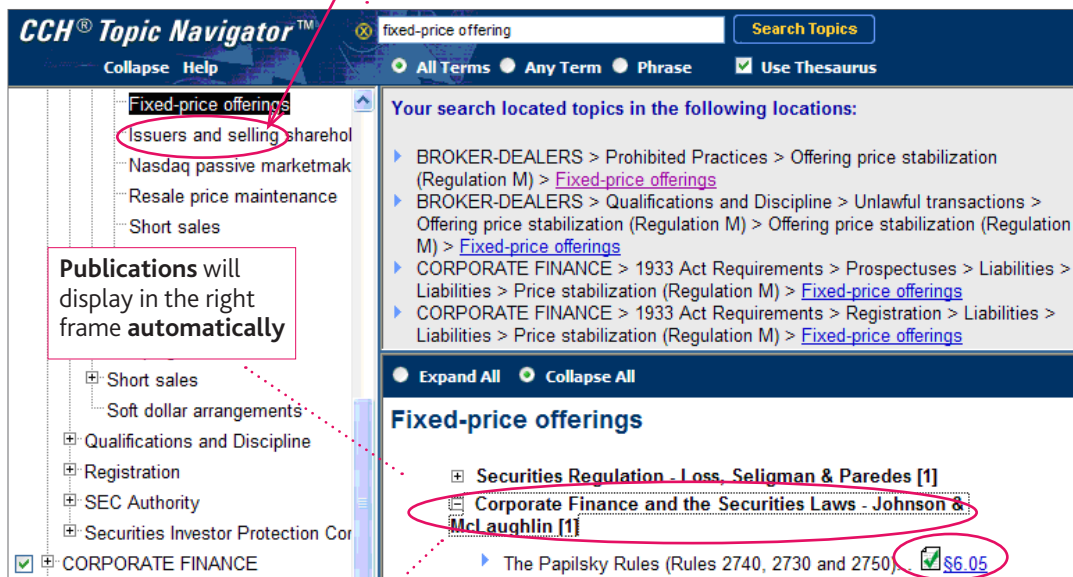 CCH® Topic Navigator™
fixed-price offering
Search Topics
Collapse Help
All Terms Any Term Phrase Use Thesaurus
Fixed-price offerings
Issuers and selling sharehol
Nasdaq passive marketmak
Resale price maintenance
Short sales
Publications will
display in the right
frame automatically
Short sales
Soft dollar arrangements
Qualifications and Discipline
Registration
SEC Authority
Securities Investor Protection Cor
CORPORATE FINANCE
Your search located topics in the following locations:
BROKER-DEALERS > Prohibited Practices > Offering price stabilization
(Regulation M) > Fixed-price offerings
BROKER-DEALERS > Qualifications and Discipline > Unlawful transactions >
Offering price stabilization (Regulation M) > Offering price stabilization (Regulation
M) > Fixed-price offerings
CORPORATE FINANCE > 1933 Act Requirements > Prospectuses > Liabilities >
Liabilities > Price stabilization (Regulation M) > Fixed-price offerings
CORPORATE FINANCE > 1933 Act Requirements > Registration > Liabilities >
Liabilities > Price stabilization (Regulation M) > Fixed-price offerings
Expand All Collapse All
Fixed-price offerings
Securities Regulation - Loss, Seligman & Paredes [1]
Corporate Finance and the Securities Laws - Johnson &
McLaughlin [1]
The Papilsky Rules (Rules 2740, 2730 and 2750)... §6.05